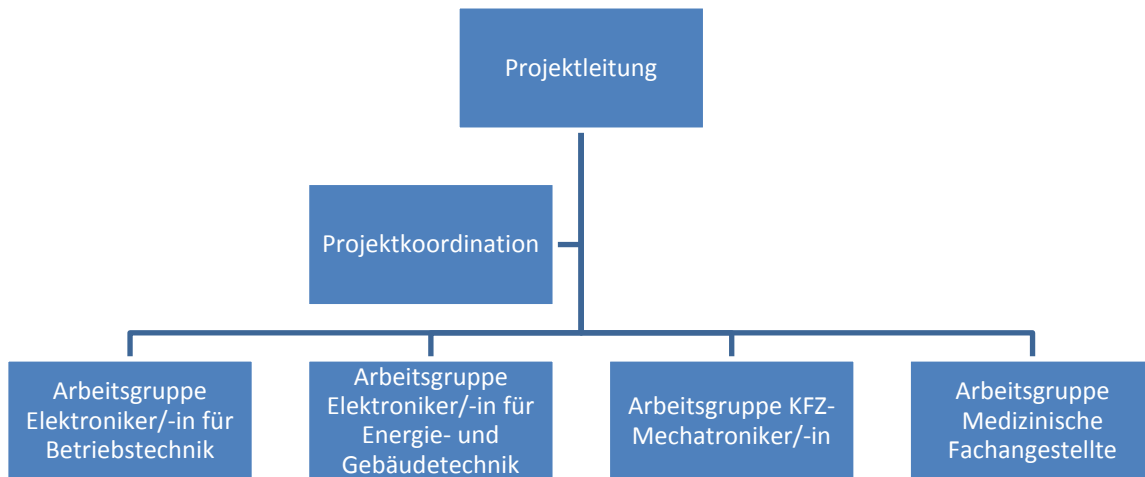 Projektleitung
Projektkoordination
Arbeitsgruppe
Elektroniker/-in für
Betriebstechnik
Arbeitsgruppe
Elektroniker/-in für
Energie- und
Gebäudetechnik
Arbeitsgruppe KFZ-
Mechatroniker/-in
Arbeitsgruppe
Medizinische
Fachangestellte